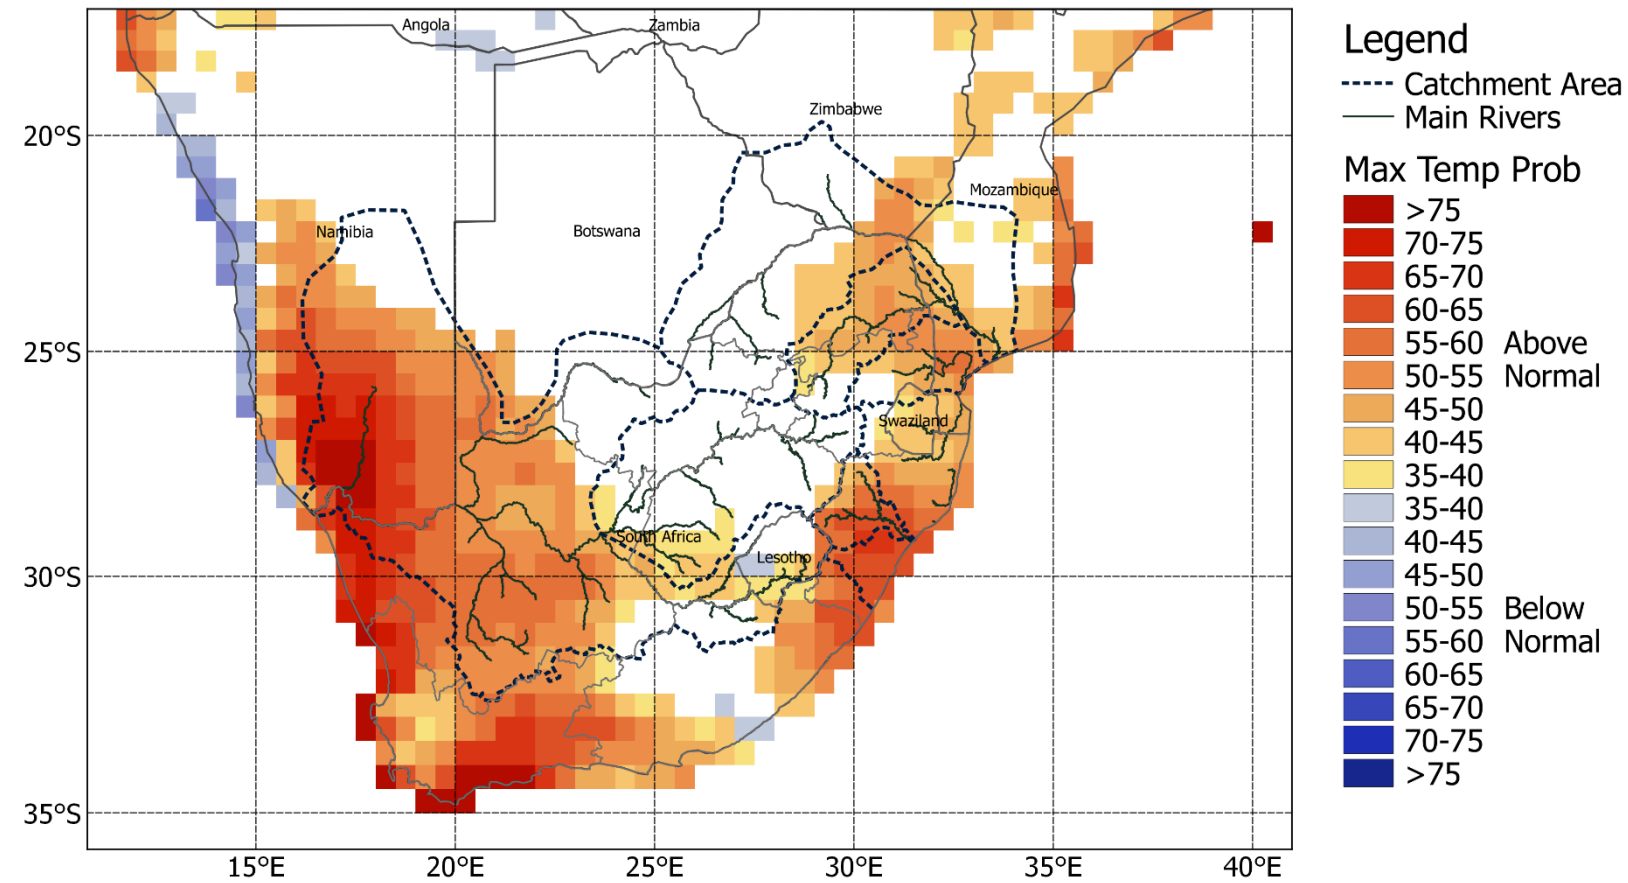 Angola
Zambia
Zimbabwe
Mozambique
Namibia
Botswana
Swaziland
South Africa
Lesotho
20°S
25°S
30°S
35°S
15°E
20°E
25°E
30°E
35°E
40°E
Legend
Catchment Area
Main Rivers
Max Temp Prob
>75
70-75
65-70
60-65
55-60 Above
50-55 Normal
45-50
40-45
35-40
35-40
40-45
45-50
50-55 Below
55-60 Normal
60-65
65-70
70-75
>75